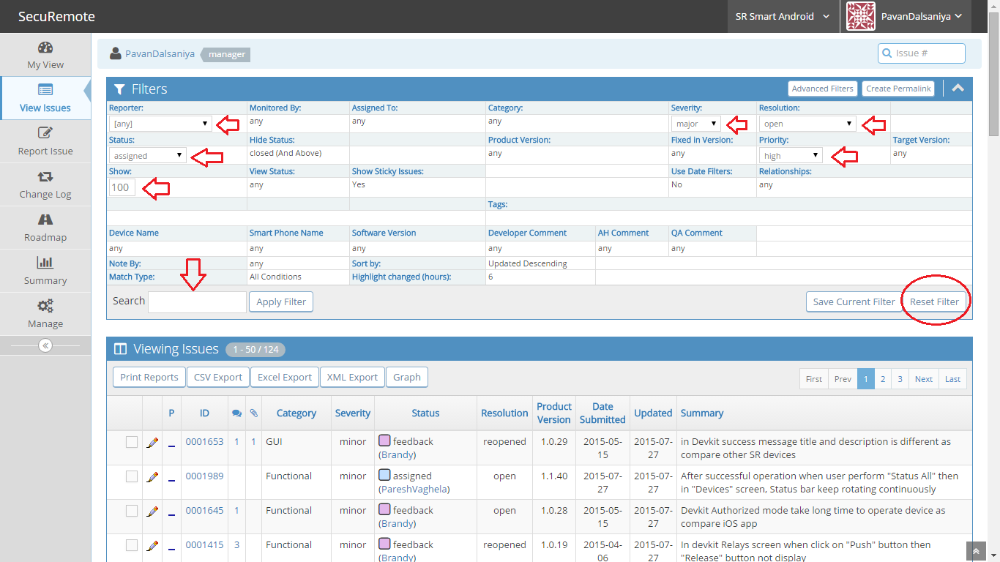 SecuRemote
SR Smart Android
PavanDalsaniya
My View
View Issues
Report Issue
Change Log
Roadmap
Summary
Manage
PavanDalsaniya manager
Issue #
Filters
Advanced Filters
Create Permalink
Reporter: Monitored By: Assigned To: Category: Severity: Resolution:
[any] any any any major open
Status: Hide Status: Product Version: Fixed in Version: Priority: Target Version:
assigned closed (And Above) any any high any
Show: View Status: Show Sticky Issues: Use Date Filters: Relationships:
100 any Yes No any
Tags:
Device Name Smart Phone Name Software Version Developer Comment AH Comment QA Comment
any any any any any any
Note By: any Sort by: Updated Descending
Match Type: All Conditions Highlight changed (hours): 6
Search Apply Filter Save Current Filter Reset Filter
Viewing Issues 1 - 50 / 124
Print Reports CSV Export Excel Export XML Export Graph
First Prev 1 2 3 Next Last
P ID Category Severity Status Resolution Product Version Date Submitted Updated Summary
0001653 1 1 GUI minor feedback reopened 1.0.29 2015-05- 2015-07- in Devkit success message title and description is different as
(Brandy) 15 27 compare other SR devices
0001989 Functional minor assigned open 1.1.40 2015-07- 2015-07- After successful operation when user perform "Status All" then
(PareshVaghela) 27 27 in "Devices" screen, Status bar keep rotating continuously
0001645 1 Functional minor feedback open 1.0.28 2015-05- 2015-07- Devkit Authorized mode take long time to operate device as
(Brandy) 15 27 compare iOS app
0001415 3 Functional minor feedback reopened 1.0.19 2015-04- 2015-07- In devkit Relays screen when click on "Push" button then
(Brandy) 06 27 "Release" button not display